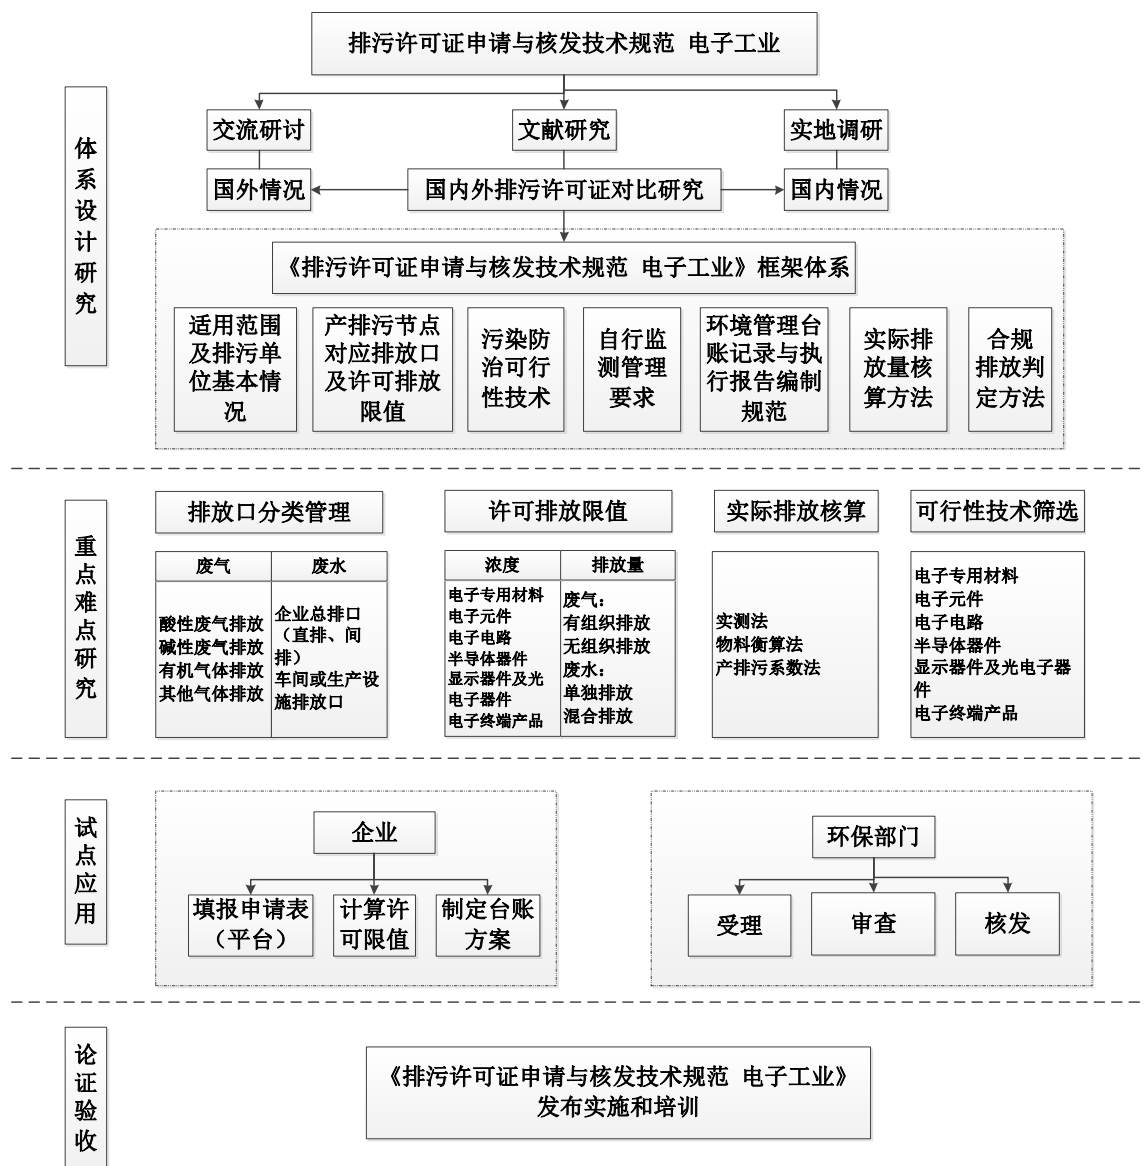 排污许可证申请与核发技术规范 电子工业
体系设计研究
交流研讨
文献研究
实地调研
国外情况
国内外排污许可证对比研究
国内情况
《排污许可证申请与核发技术规范 电子工业》框架体系
适用范围
及排污单
位基本情
况
产排污节点
对应排放口
及许可排放
限值
污染防
治可行
性技术
自行监
测管理
要求
环境管理台
账记录与执
行报告编制
规范
实际排
放量核
算方法
合规
排放判
定方法
重点难点研究
排放口分类管理
废气
废水
酸性废气排放
碱性废气排放
有机气体排放
其他气体排放
企业总排口
（直排、间
排）
车间或生产设
施排放口
许可排放限值
浓度
排放量
电子专用材料
电子元件
电子电路
半导体器件
显示器件及光
电子器件
电子终端产品
废气：
有组织排放
无组织排放
废水：
单独排放
混合排放
实际排放核算
实测法
物料衡算法
产排污系数法
可行性技术筛选
电子专用材料
电子元件
电子电路
半导体器件
显示器件及光电子器
件
电子终端产品
试点应用
企业
填报申请表
（平台）
计算许
可限值
制定台账
方案
环保部门
受理
审查
核发
论证验收
《排污许可证申请与核发技术规范 电子工业》
发布实施和培训